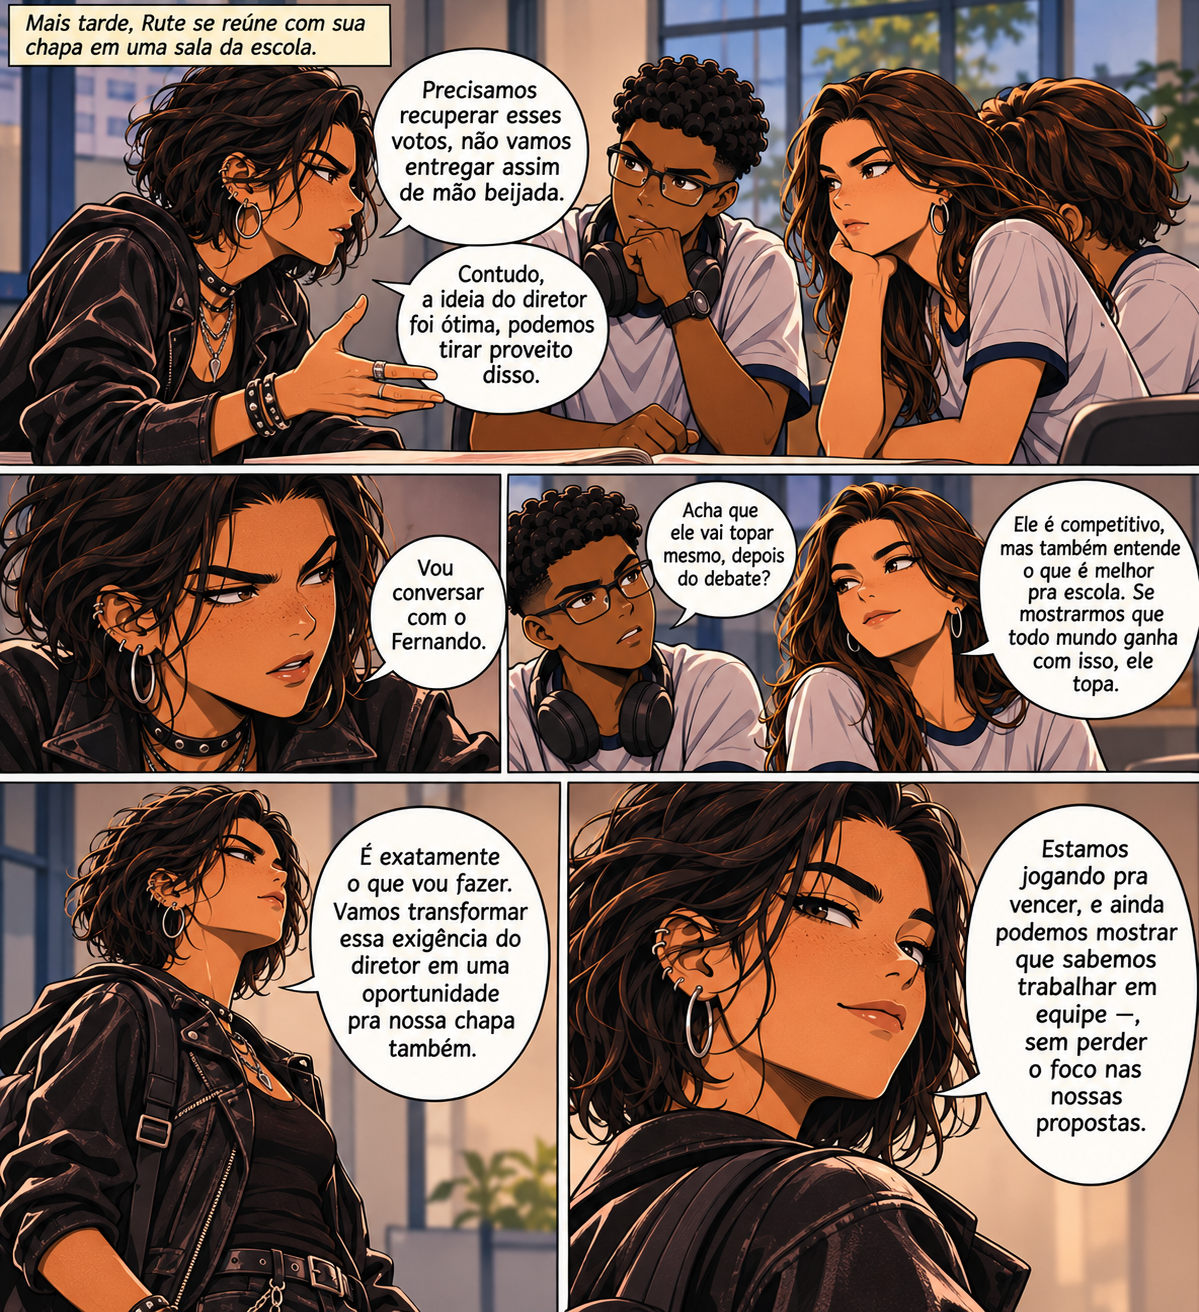 Mais tarde, Rute se reúne com sua
chapa em uma sala da escola.
Precisamos
recuperar esses
votos, não vamos
entregar assim
de mão beijada.
Contudo,
a ideia do diretor
foi ótima, podemos
tirar proveito
disso.
Vou
conversar
com o
Fernando.
Acha que
ele vai topar
mesmo, depois
do debate?
Ele é competitivo,
mas também entende
o que é melhor
pra escola. Se
mostrarmos que
todo mundo ganha
com isso, ele
topa.
É exatamente
o que vou fazer.
Vamos transformar
essa exigência do
diretor em uma
oportunidade
pra nossa chapa
também.
Estamos
jogando pra
vencer, e ainda
podemos mostrar
que sabemos
trabalhar em
equipe —,
sem perder
o foco nas
nossas
propostas.